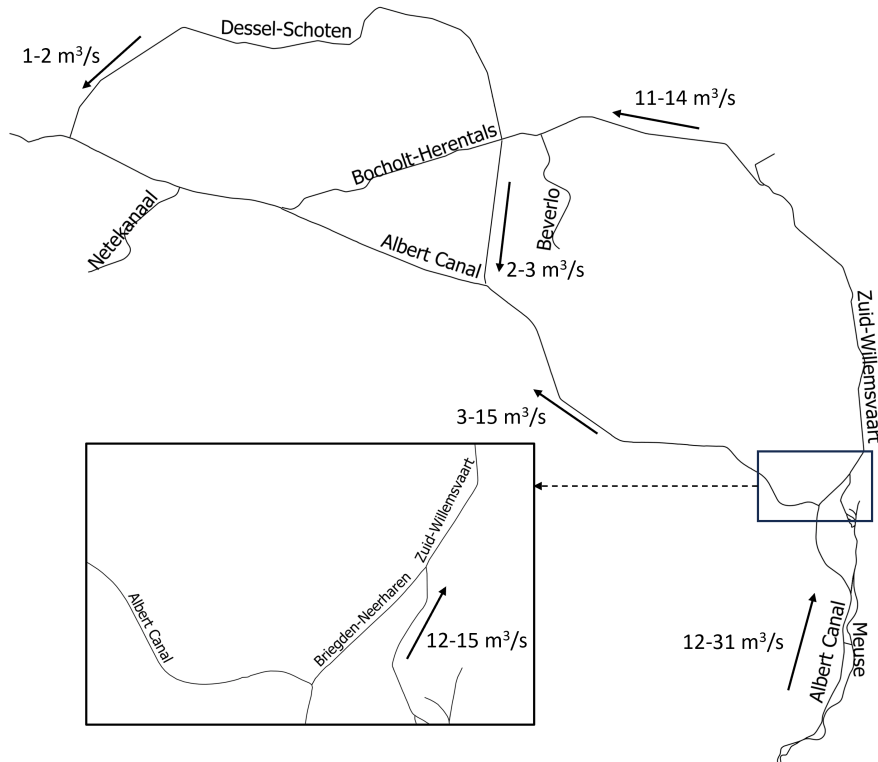 Dessel-Schoten
1-2 m³/s
11-14 m³/s
Bocholt-Herentals
Beverlo
Netekanaal
Albert Canal
2-3 m³/s
Zuid-Willemsvaart
3-15 m³/s
Zuid-Willemsvaart
Briegden-Neerharen
Albert Canal
12-15 m³/s
12-31 m³/s
Albert Canal
Meuse